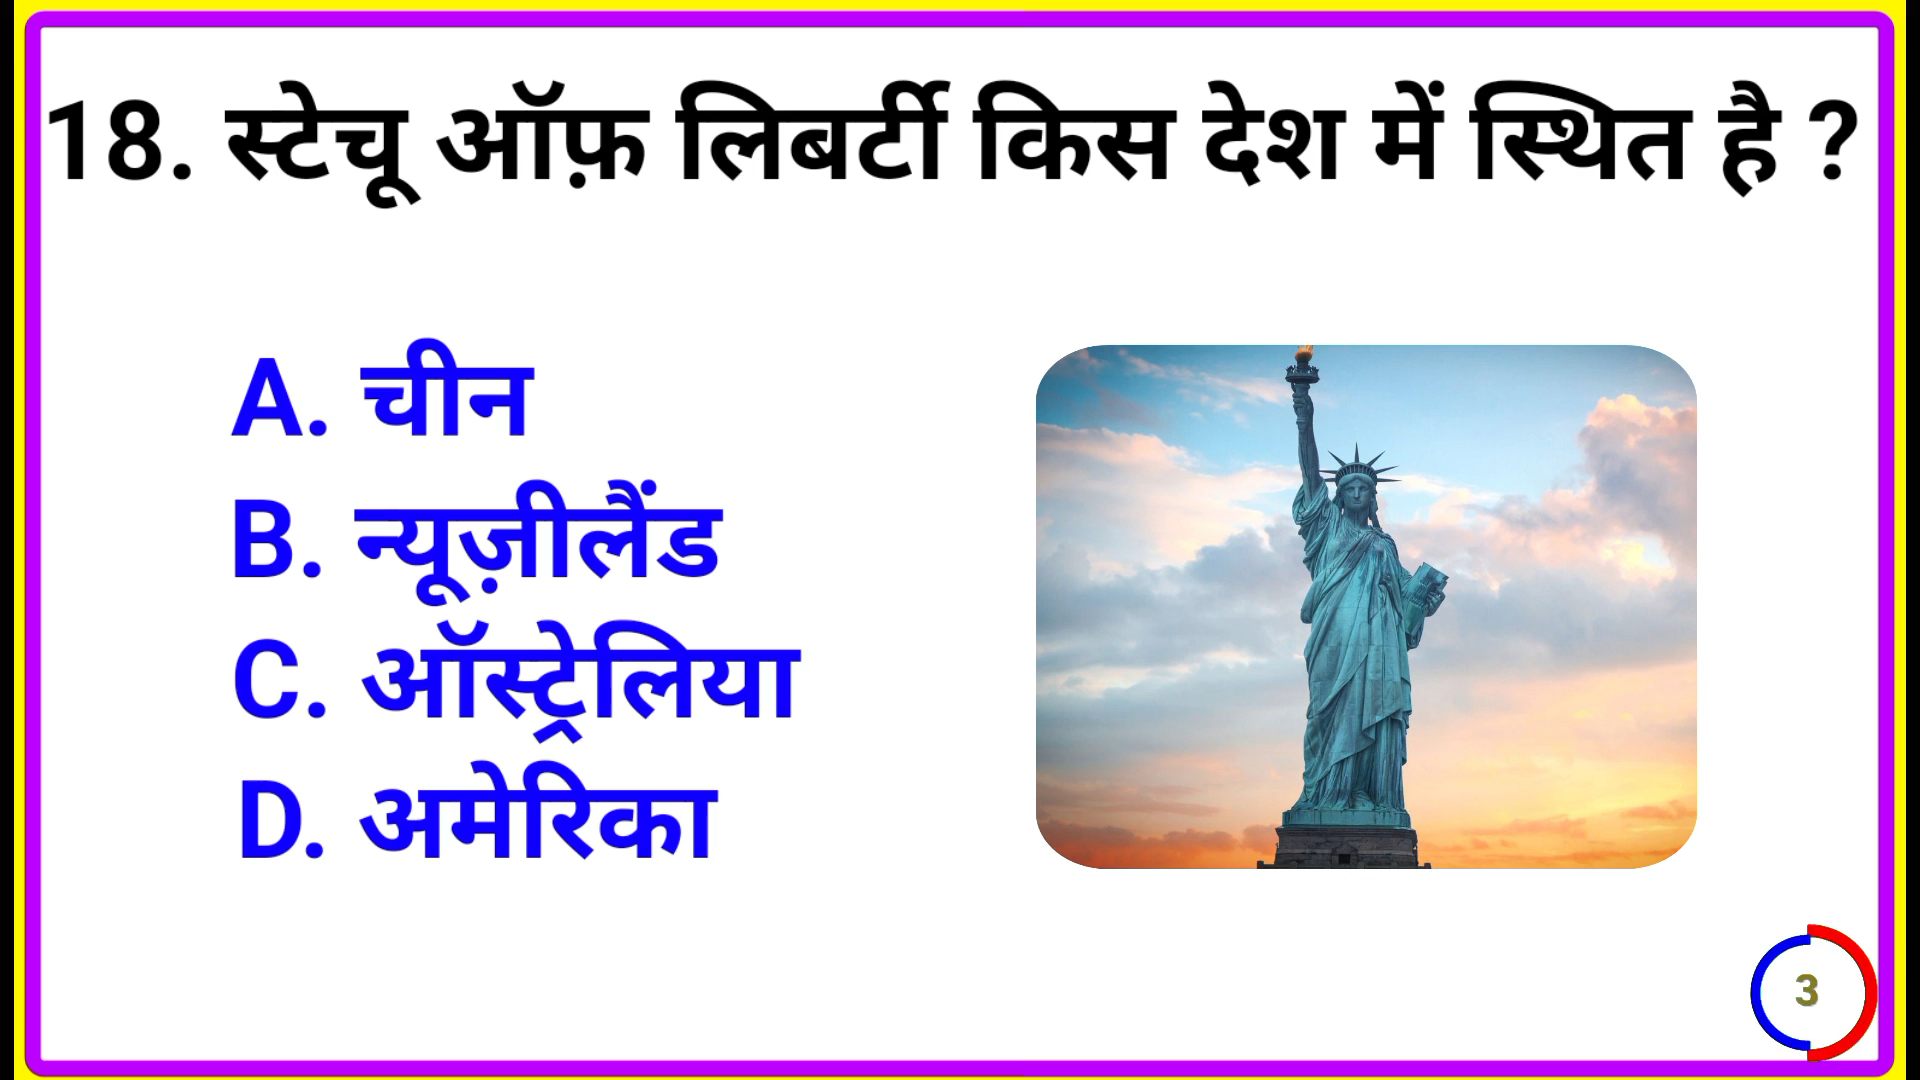 18. स्टेचू ऑफ़ लिबर्टी किस देश में स्थित है ?
A. चीन
B. न्यूज़ीलैंड
C. ऑस्ट्रेलिया
D. अमेरिका
3